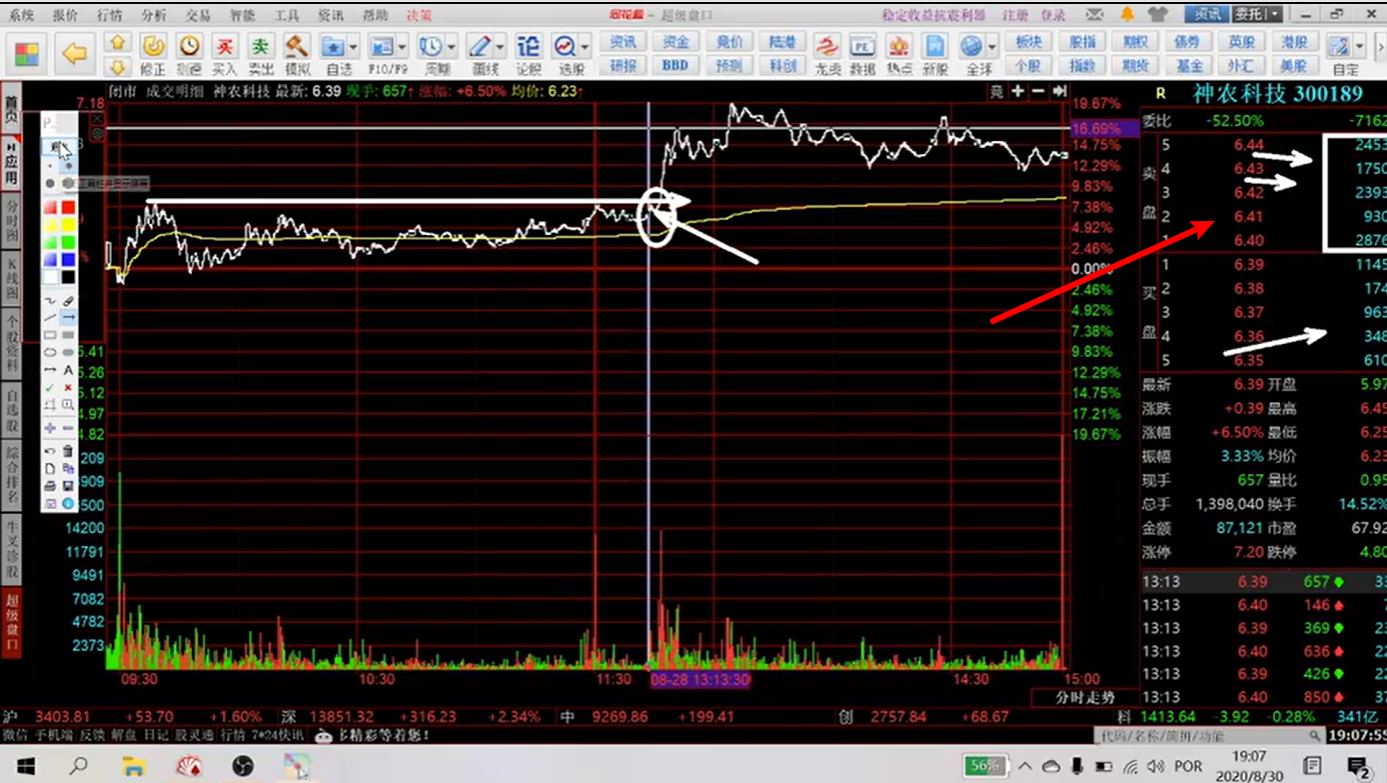 系统 报价 行情 分析 交易 智能 工具 资讯 帮助 决策 同花顺 - 超级盘口 稳定收益抗震利器 注册 登录 资讯 委托
修正 测速 买入 卖出 模拟 自选 F10/F9 周期 画线 论股 选股 资讯 资金 竞价 陆港 龙虎 数据 热点 新股 全球 板块 股指 期权 债券 英股 港股 自定
研报 BBD 预测 科创 个股 指数 期货 基金 外汇 美股
闭市 成交明细 神农科技 最新: 6.39 现手: 657↑ 涨幅: +6.50% 均价: 6.23↑ 竞
R 神农科技 300189
首页
应用
分时图
K线图
个股资料
自选股
综合排名
牛叉诊股
超级盘口
7.18
5.41
5.26
5.12
4.97
4.82
14200
11791
9491
7082
4782
2373
19.67%
16.69%
14.75%
12.29%
9.83%
7.38%
4.92%
2.46%
0.00%
2.46%
4.92%
7.38%
9.83%
12.29%
14.75%
17.21%
19.67%
09:30 10:30 11:30 08-28 13:13:30 14:30 15:00
分时走势
委比 -52.50% -7162
卖盘
5 6.44 2453
4 6.43 1750
3 6.42 2393
2 6.41 930
1 6.40 2876
买盘
1 6.39 1145
2 6.38 174
3 6.37 963
4 6.36 348
5 6.35 610
最新 6.39 开盘 5.97
涨跌 +0.39 最高 6.45
涨幅 +6.50% 最低 6.25
振幅 3.33% 均价 6.23
现手 657 量比 0.95
总手 1,398,040 换手 14.52%
金额 87,121 市盈 67.92
涨停 7.20 跌停 4.80
13:13 6.39 657
13:13 6.40 146
13:13 6.39 369
13:13 6.40 636
13:13 6.39 426
13:13 6.40 850
沪 3403.81 +53.70 +1.60% 深 13851.32 +316.23 +2.34% 中 9269.86 +199.41 创 2757.84 +68.67 科 1413.64 -3.92 -0.28% 341亿
微信 手机端 反馈 解盘 日记 股灵通 行情 7*24快讯 多精彩等着您! 代码/名称/简拼/功能 19:07:55
56% POR 19:07
2020/8/30